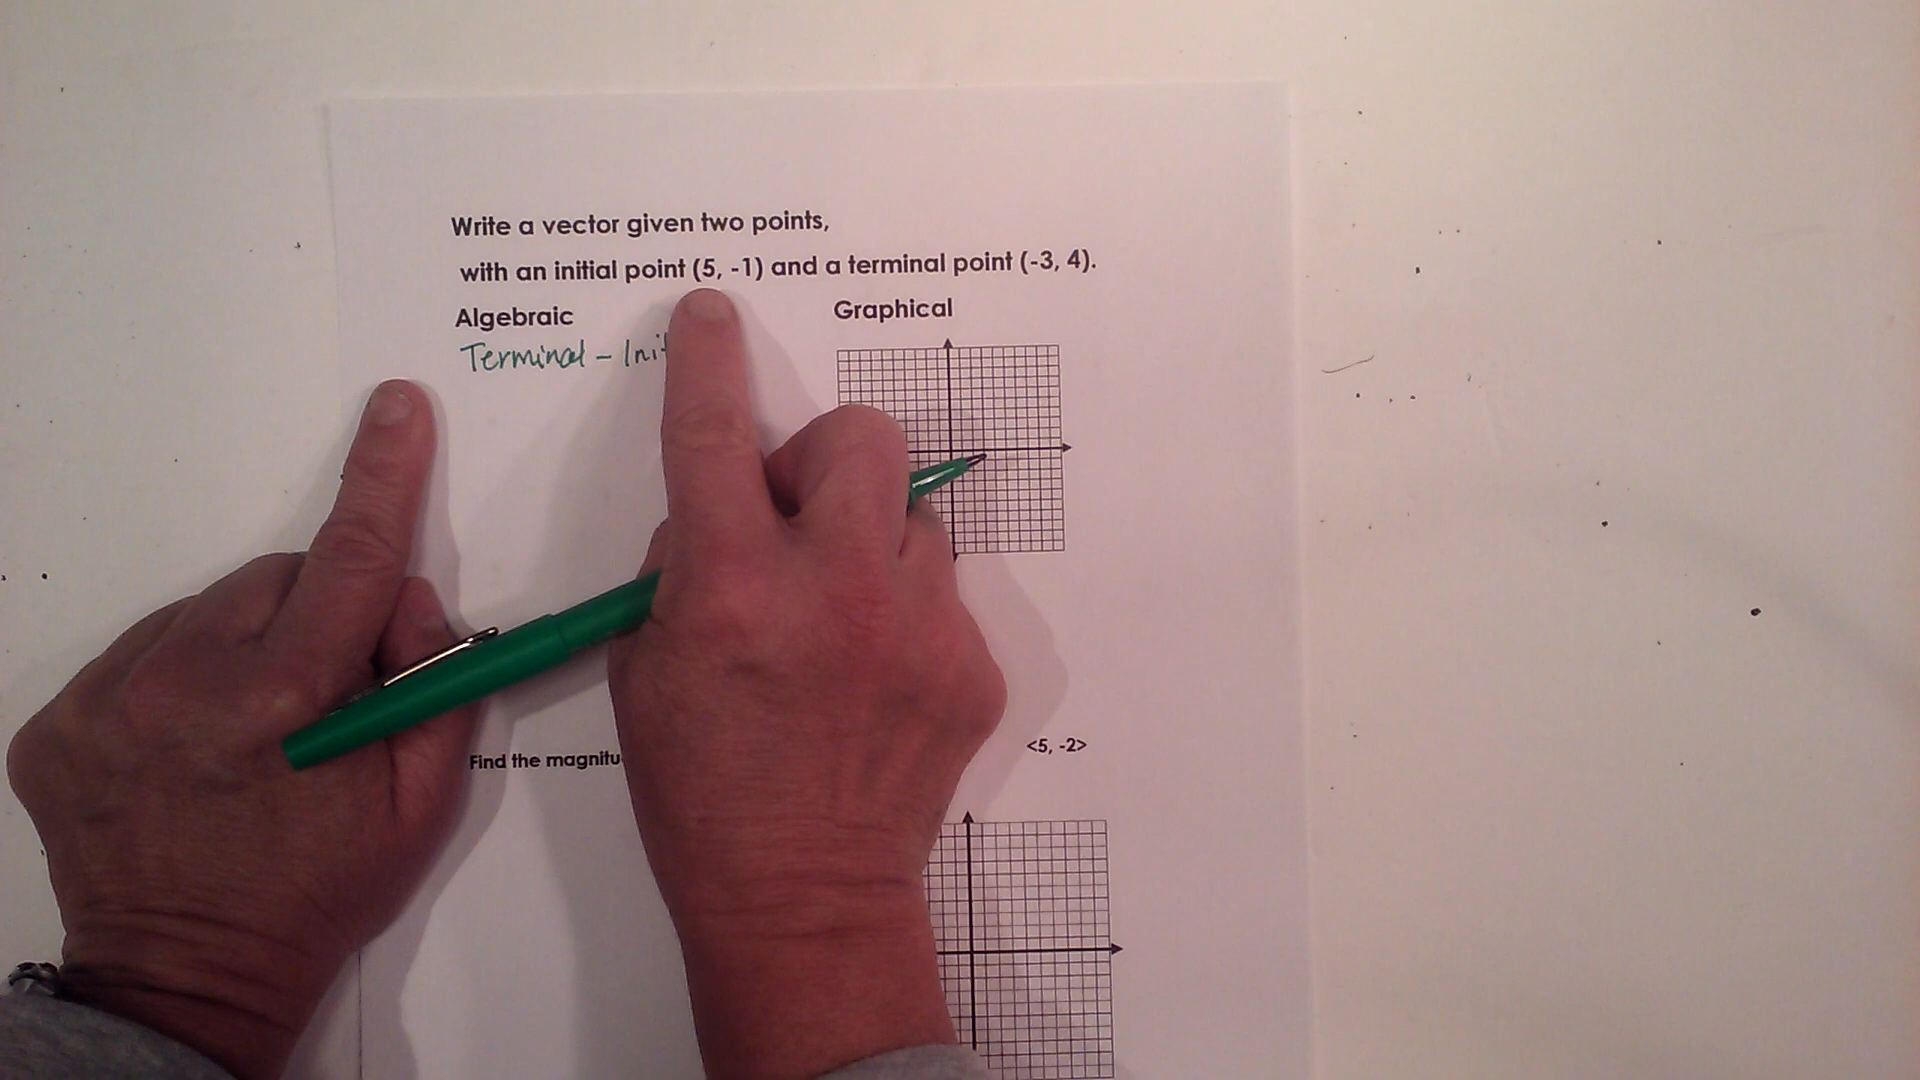 Write a vector given two points,
with an initial point (5, -1) and a terminal point (-3, 4).
Algebraic
Graphical
Terminal - Init
Find the magnitu
<5, -2>